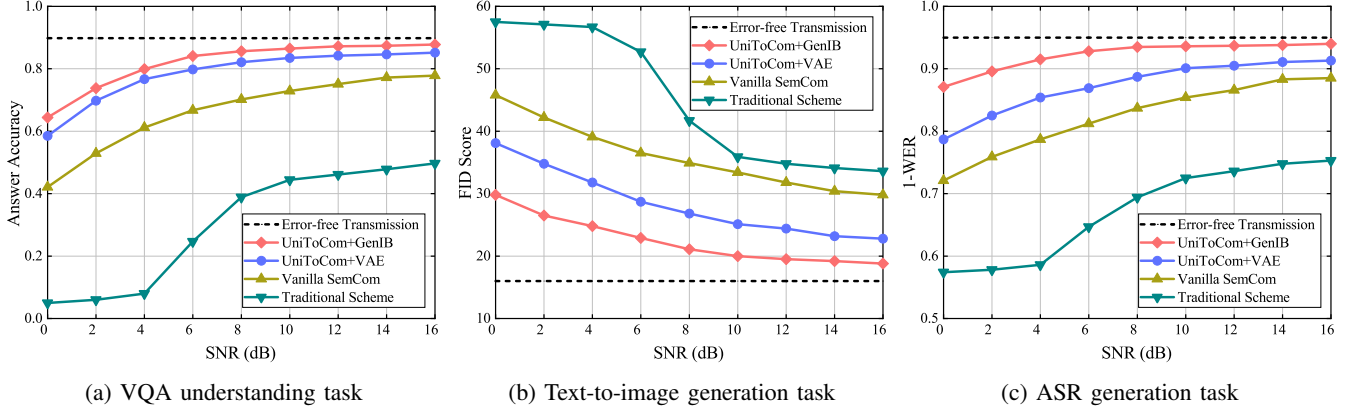 1.0
0.8
0.6
0.4
0.2
0.0
Answer Accuracy
Error-free Transmission
UniToCom+GenIB
UniToCom+VAE
Vanilla SemCom
Traditional Scheme
0 2 4 6 8 10 12 14 16
SNR (dB)
(a) VQA understanding task
60
50
40
30
20
10
FID Score
Error-free Transmission
UniToCom+GenIB
UniToCom+VAE
Vanilla SemCom
Traditional Scheme
0 2 4 6 8 10 12 14 16
SNR (dB)
(b) Text-to-image generation task
1.0
0.9
0.8
0.7
0.6
0.5
1-WER
Error-free Transmission
UniToCom+GenIB
UniToCom+VAE
Vanilla SemCom
Traditional Scheme
0 2 4 6 8 10 12 14 16
SNR (dB)
(c) ASR generation task